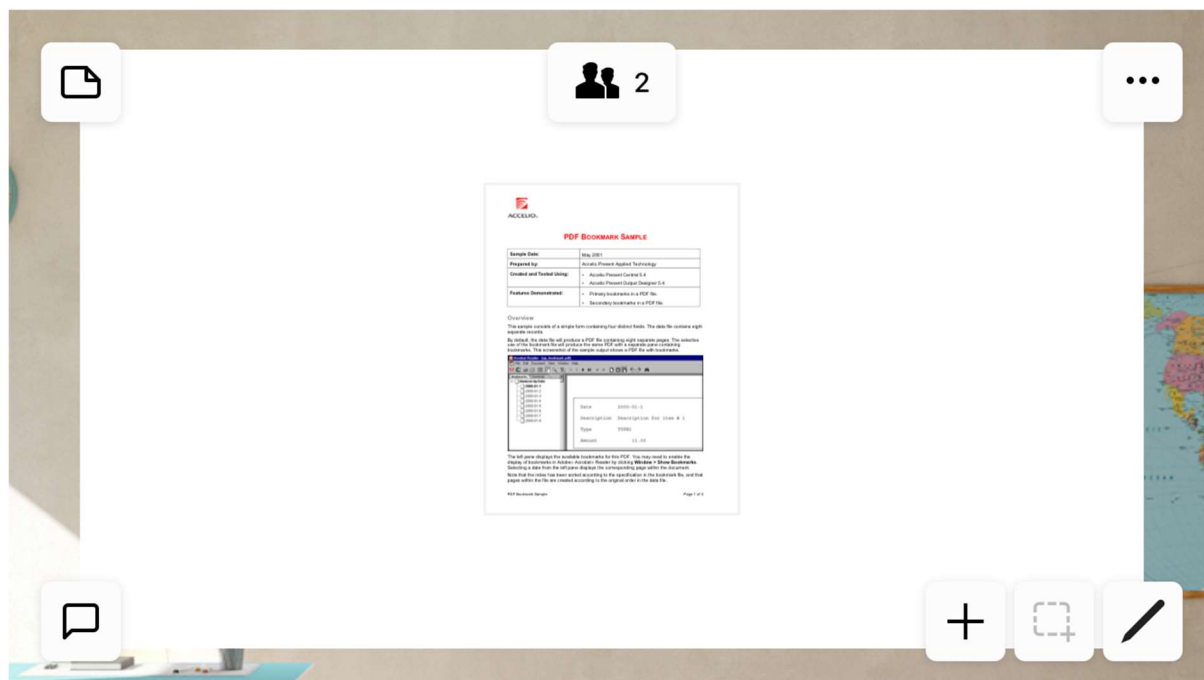 2
ACCELIO.
PDF BOOKMARK SAMPLE
Sample Date: May 2001
Prepared by: Accelio Present Applied Technology
Created and Tested Using: • Accelio Present Central 5.4
• Accelio Present Output Designer 5.4
Features Demonstrated: • Primary bookmarks in a PDF file.
• Secondary bookmarks in a PDF file.
Overview
This sample consists of a simple form containing four distinct fields. The data file contains eight
separate records.
By default, the data file will produce a PDF file containing eight separate pages. The selective
use of the bookmark file will produce the same PDF with a separate pane containing
bookmarks. This screenshot of the sample output shows a PDF file with bookmarks.
Date 2000-01-1
Description Description for item # 1
Type TYPE1
Amount 11.00
The left pane displays the available bookmarks for this PDF. You may need to enable the
display of bookmarks in Adobe® Acrobat® Reader by clicking Window > Show Bookmarks.
Selecting a date from the left pane displays the corresponding page within the document.
Note that the index has been sorted according to the specification in the bookmark file, and that
pages within the file are created according to the original order in the data file.
PDF Bookmark Sample Page 1 of 4